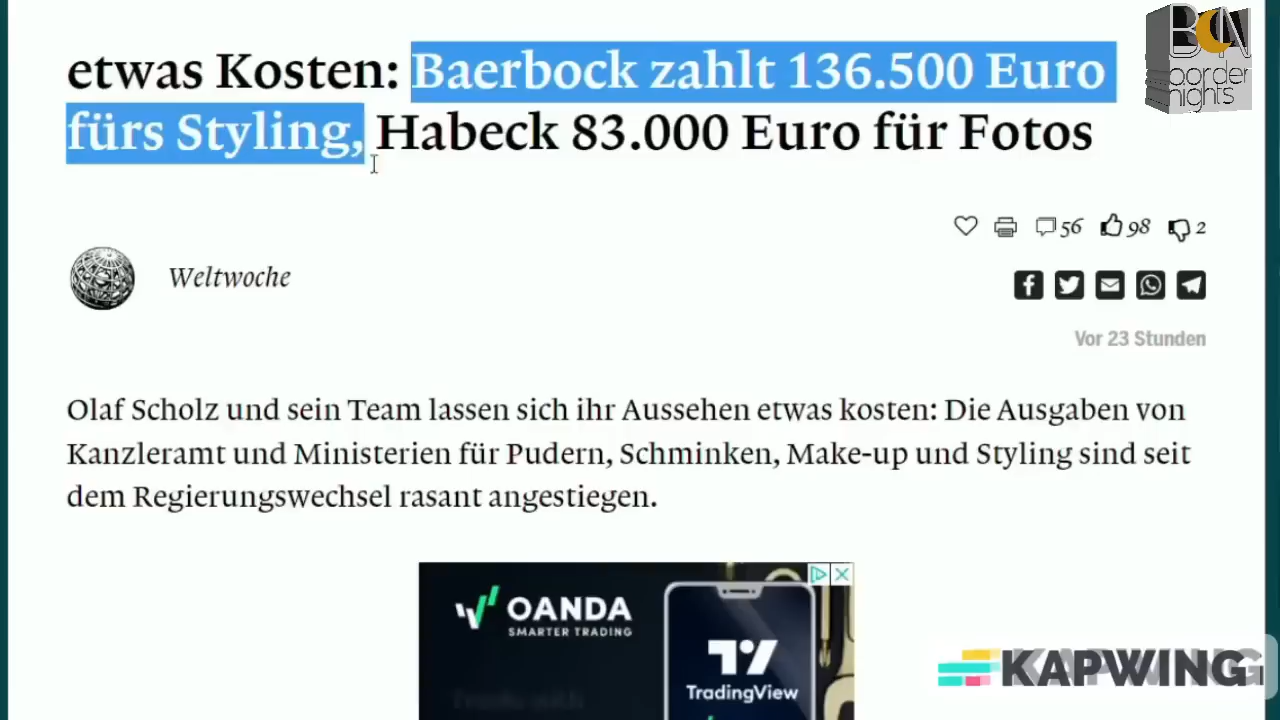 etwas Kosten: Baerbock zahlt 136.500 Euro
fürs Styling, Habeck 83.000 Euro für Fotos
BN
border
nights
56 98 2
Weltwoche
Vor 23 Stunden
Olaf Scholz und sein Team lassen sich ihr Aussehen etwas kosten: Die Ausgaben von
Kanzleramt und Ministerien für Pudern, Schminken, Make-up und Styling sind seit
dem Regierungswechsel rasant angestiegen.
OANDA
SMARTER TRADING
TradingView
KAPWING